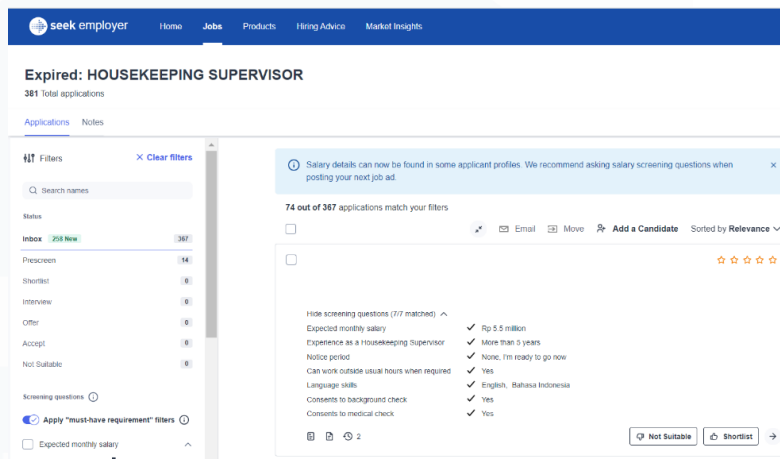 seek employer Home Jobs Products Hiring Advice Market Insights
Expired: HOUSEKEEPING SUPERVISOR
381 Total applications
Applications Notes
Filters Clear filters
Search names
Status
Inbox 258 New 367
Prescreen 14
Shortlist 0
Interview 0
Offer 0
Accept 0
Not Suitable 0
Screening questions
Apply "must-have requirement" filters
Expected monthly salary
Salary details can now be found in some applicant profiles. We recommend asking salary screening questions when
posting your next job ad.
74 out of 367 applications match your filters
Email Move Add a Candidate Sorted by Relevance
Hide screening questions (7/7 matched)
Expected monthly salary Rp 5.5 million
Experience as a Housekeeping Supervisor More than 5 years
Notice period None, I'm ready to go now
Can work outside usual hours when required Yes
Language skills English, Bahasa Indonesia
Consents to background check Yes
Consents to medical check Yes
2 Not Suitable Shortlist